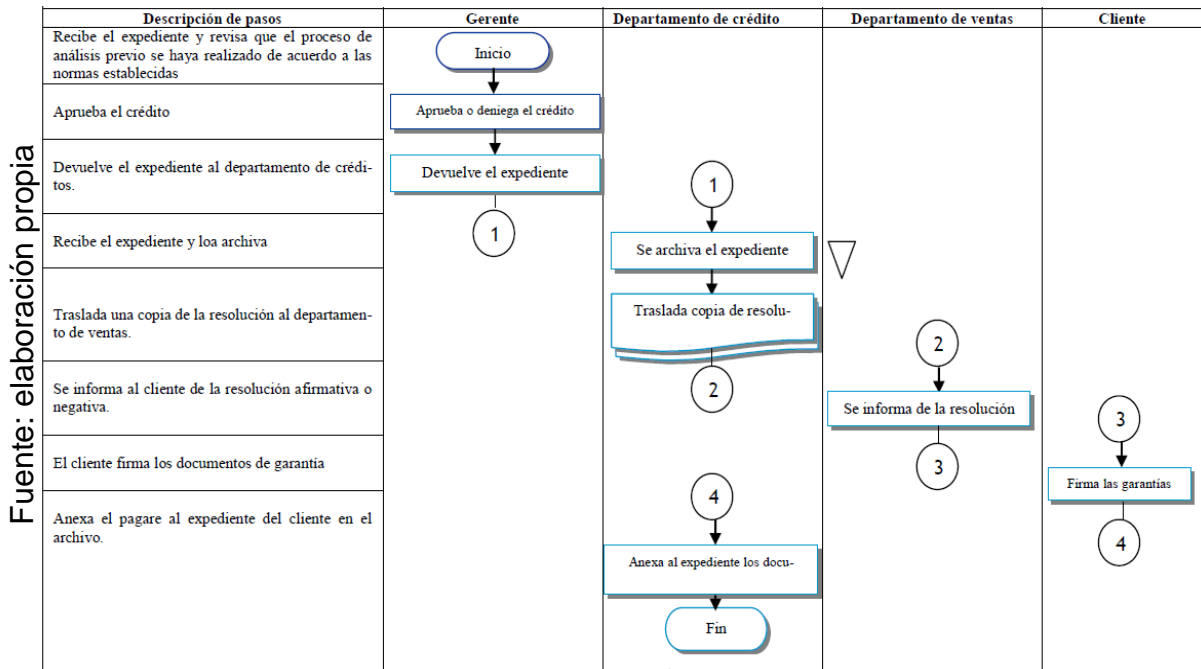 Descripción de pasos
Gerente
Departamento de crédito
Departamento de ventas
Cliente
Recibe el expediente y revisa que el proceso de
análisis previo se haya realizado de acuerdo a las
normas establecidas
Inicio
Aprueba el crédito
Aprueba o deniega el crédito
Devuelve el expediente al departamento de crédi-
tos.
Devuelve el expediente
1
1
Recibe el expediente y loa archiva
Se archiva el expediente
Traslada una copia de la resolución al departamen-
to de ventas.
Traslada copia de resolu-
2
2
Se informa al cliente de la resolución afirmativa o
negativa.
Se informa de la resolución
3
3
El cliente firma los documentos de garantía
Firma las garantías
4
4
Anexa el pagare al expediente del cliente en el
archivo.
Anexa al expediente los docu-
Fin
Fuente: elaboración propia